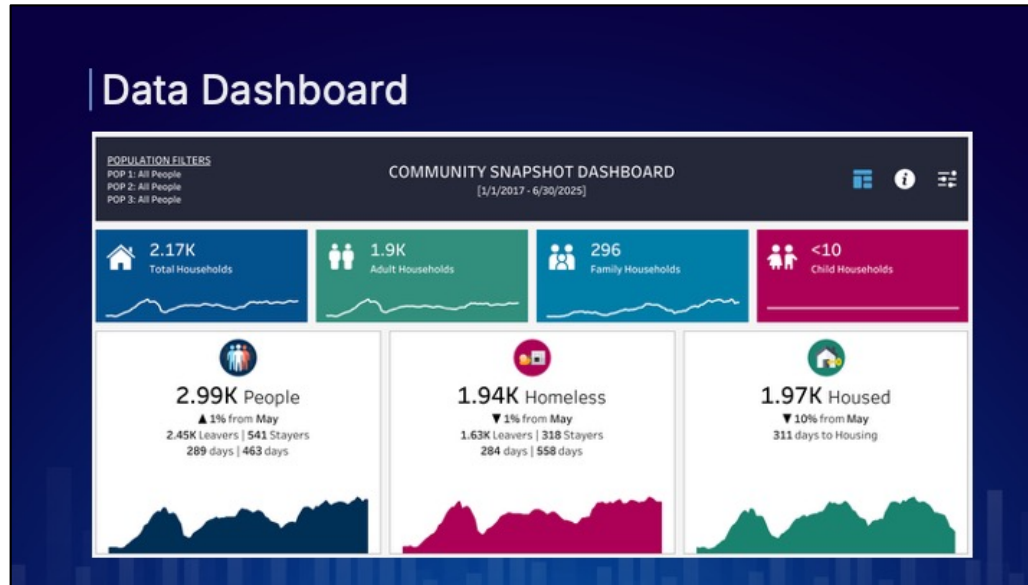 Data Dashboard
POPULATION FILTERS
POP 1: All People
POP 2: All People
POP 3: All People
COMMUNITY SNAPSHOT DASHBOARD
[1/1/2017 - 6/30/2025]
2.17K
Total Households
1.9K
Adult Households
296
Family Households
<10
Child Households
2.99K People
▲ 1% from May
2.45K Leavers | 541 Stayers
289 days | 463 days
1.94K Homeless
▼ 1% from May
1.63K Leavers | 318 Stayers
284 days | 558 days
1.97K Housed
▼ 10% from May
311 days to Housing